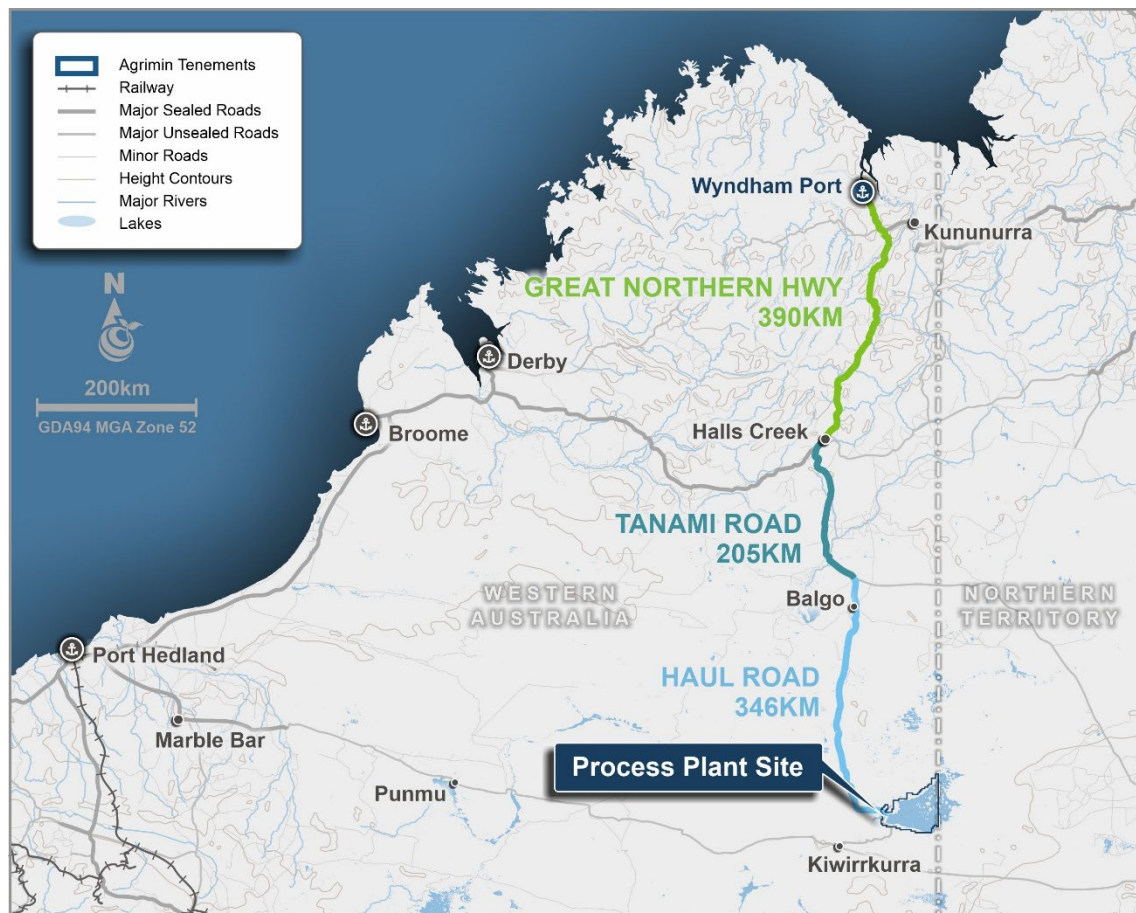 Agrimin Tenements
Railway
Major Sealed Roads
Major Unsealed Roads
Minor Roads
Height Contours
Major Rivers
Lakes
N
200km
GDA94 MGA Zone 52
Wyndham Port
Kununurra
GREAT NORTHERN HWY
390KM
Derby
Broome
Halls Creek
TANAMI ROAD
205KM
WESTERN
AUSTRALIA
Balgo
NORTHERN
TERRITORY
Port Hedland
HAUL ROAD
346KM
Marble Bar
Process Plant Site
Punmu
Kiwirrkurra